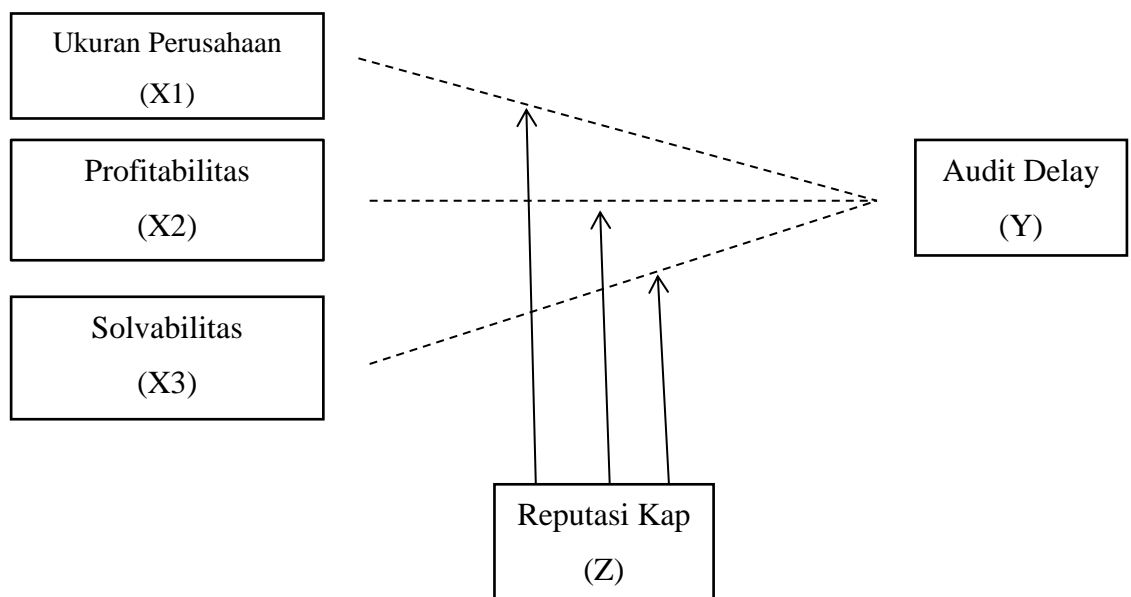 Ukuran Perusahaan
(X1)
Profitabilitas
(X2)
Solvabilitas
(X3)
Audit Delay
(Y)
Reputasi Kap
(Z)